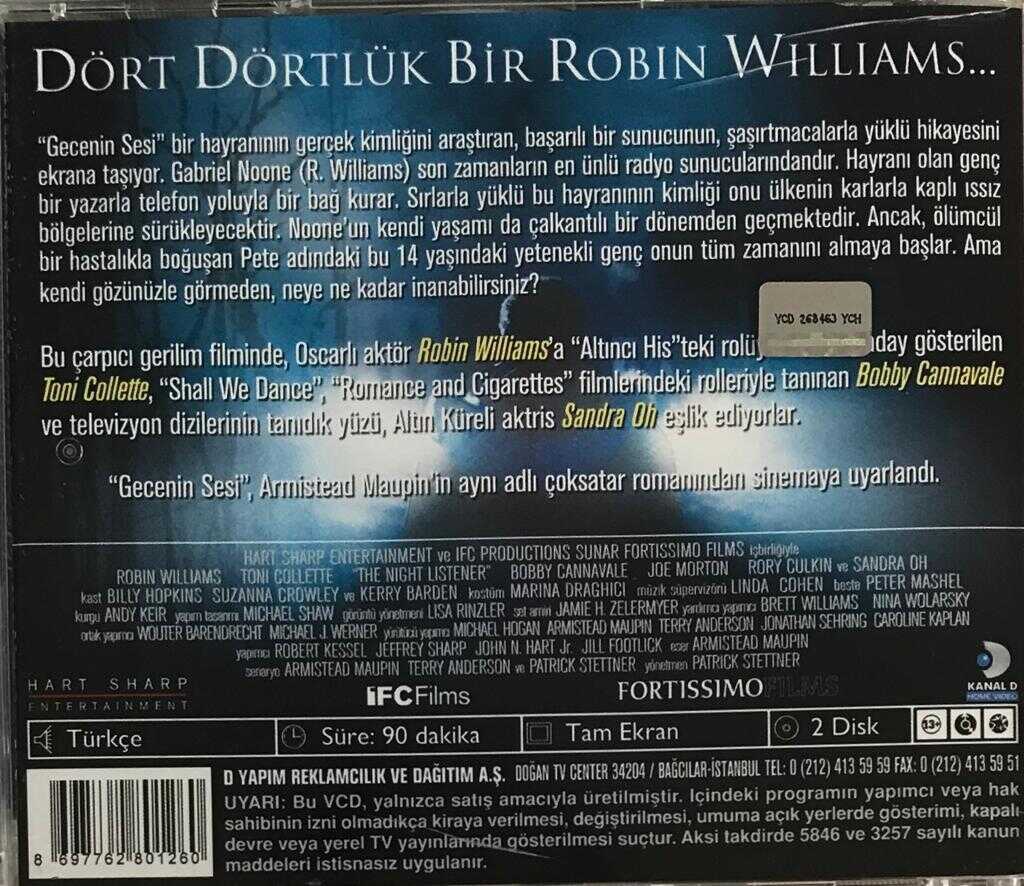 DÖRT DÖRTLÜK BİR ROBIN WILLIAMS...
"Gecenin Sesi" bir hayranının gerçek kimliğini araştıran, başarılı bir sunucunun, şaşırtmacalarla yüklü hikayesini
ekrana taşıyor. Gabriel Noone (R. Williams) son zamanların en ünlü radyo sunucularındandır. Hayranı olan genç
bir yazarla telefon yoluyla bir bağ kurar. Sırlarla yüklü bu hayranının kimliği onu ülkenin karlarla kaplı ıssız
bölgelerine sürükleyecektir. Noone'un kendi yaşamı da çalkantılı bir dönemden geçmektedir. Ancak, ölümcül
bir hastalıkla boğuşan Pete adındaki bu 14 yaşındaki yetenekli genç onun tüm zamanını almaya başlar. Ama
kendi gözünüzle görmeden, neye ne kadar inanabilirsiniz?
YCD 268463 YCH
Bu çarpıcı gerilim filminde, Oscarlı aktör Robin Williams'a "Altıncı His"teki gösterilen
Toni Collette, "Shall We Dance", "Romance and Cigarettes" filmlerindeki rolleriyle tanınan Bobby Cannavale
ve televizyon dizilerinin tanıdık yüzü, Altın Küreli aktris Sandra Oh eşlik ediyorlar.
"Gecenin Sesi", Armistead Maupin'in aynı adlı çoksatar romanından sinemaya uyarlandı.
HART SHARP ENTERTAINMENT ve IFC PRODUCTIONS SUNAR FORTISSIMO FILMS işbirliğiyle
ROBIN WILLIAMS TONI COLLETTE "THE NIGHT LISTENER" BOBBY CANNAVALE JOE MORTON RORY CULKIN ve SANDRA OH
kast BILLY HOPKINS SUZANNA CROWLEY ve KERRY BARDEN kostüm MARINA DRAGHICI müzik süpervizörü LINDA COHEN beste PETER MASHEL
kurgu ANDY KEIR yapım tasarımı MICHAEL SHAW görüntü yönetmeni LISA RINZLER set amiri JAMIE H. ZELERMYER yardımcı yapımcı BRETT WILLIAMS NINA WOLARSKY
ortak yapımcı WOUTER BARENDRECHT MICHAEL J. WERNER yürütücü yapımcı MICHAEL HOGAN ARMISTEAD MAUPIN TERRY ANDERSON JONATHAN SEHRING CAROLINE KAPLAN
yapımcı ROBERT KESSEL JEFFREY SHARP JOHN N. HART Jr. JILL FOOTLICK eser ARMISTEAD MAUPIN
senaryo ARMISTEAD MAUPIN TERRY ANDERSON ve PATRICK STETTNER yönetmen PATRICK STETTNER
HART SHARP
ENTERTAINMENT
IFC Films
FORTISSIMO FILMS
KANAL D
HOME VIDEO
Türkçe
Süre: 90 dakika
Tam Ekran
2 Disk
13+
D YAPIM REKLAMCILIK VE DAĞITIM A.Ş. DOĞAN TV CENTER 34204 / BAĞCILAR-İSTANBUL TEL: 0 (212) 413 59 59 FAX: 0 (212) 413 59 51
UYARI: Bu VCD, yalnızca satış amacıyla üretilmiştir. İçindeki programın yapımcı veya hak
sahibinin izni olmadıkça kiraya verilmesi, değiştirilmesi, umuma açık yerlerde gösterimi, kapalı
devre veya yerel TV yayınlarında gösterilmesi suçtur. Aksi takdirde 5846 ve 3257 sayılı kanun
maddeleri istisnasız uygulanır.
8 697762 801260